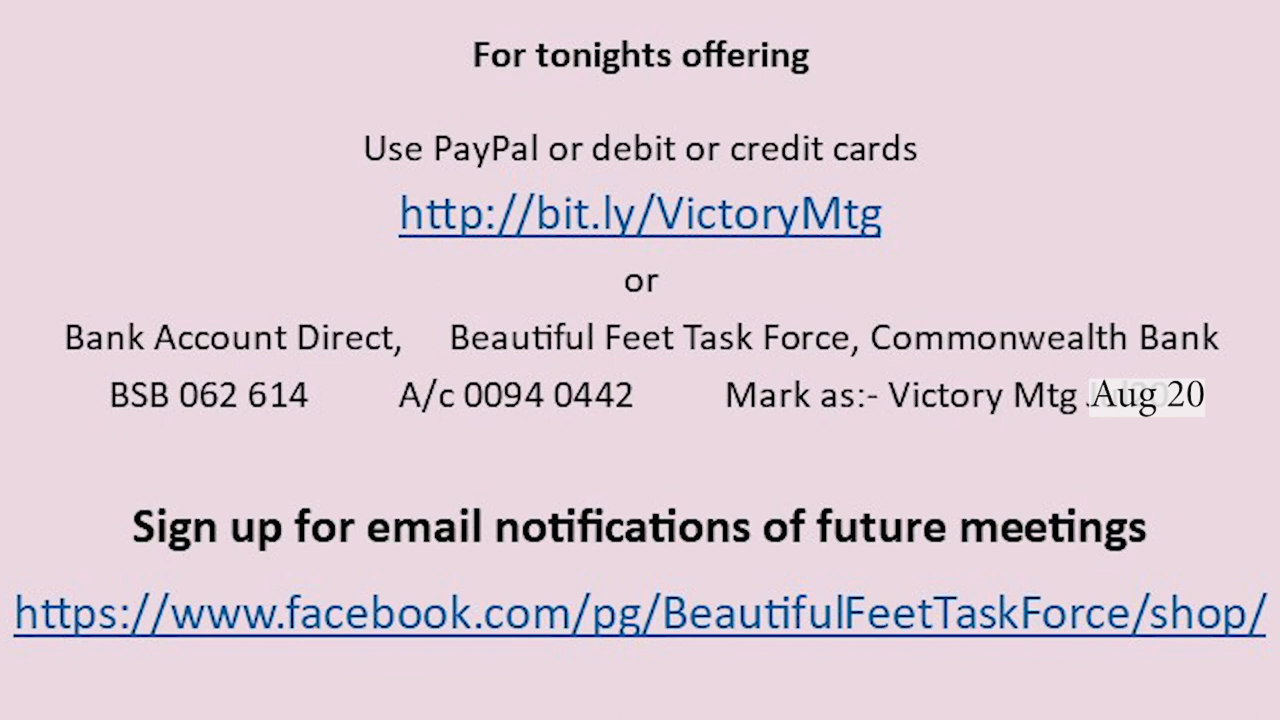 For tonights offering
Use PayPal or debit or credit cards
http://bit.ly/VictoryMtg
or
Bank Account Direct, Beautiful Feet Task Force, Commonwealth Bank
BSB 062 614 A/c 0094 0442 Mark as:- Victory Mtg Aug 20
Sign up for email notifications of future meetings
https://www.facebook.com/pg/BeautifulFeetTaskForce/shop/